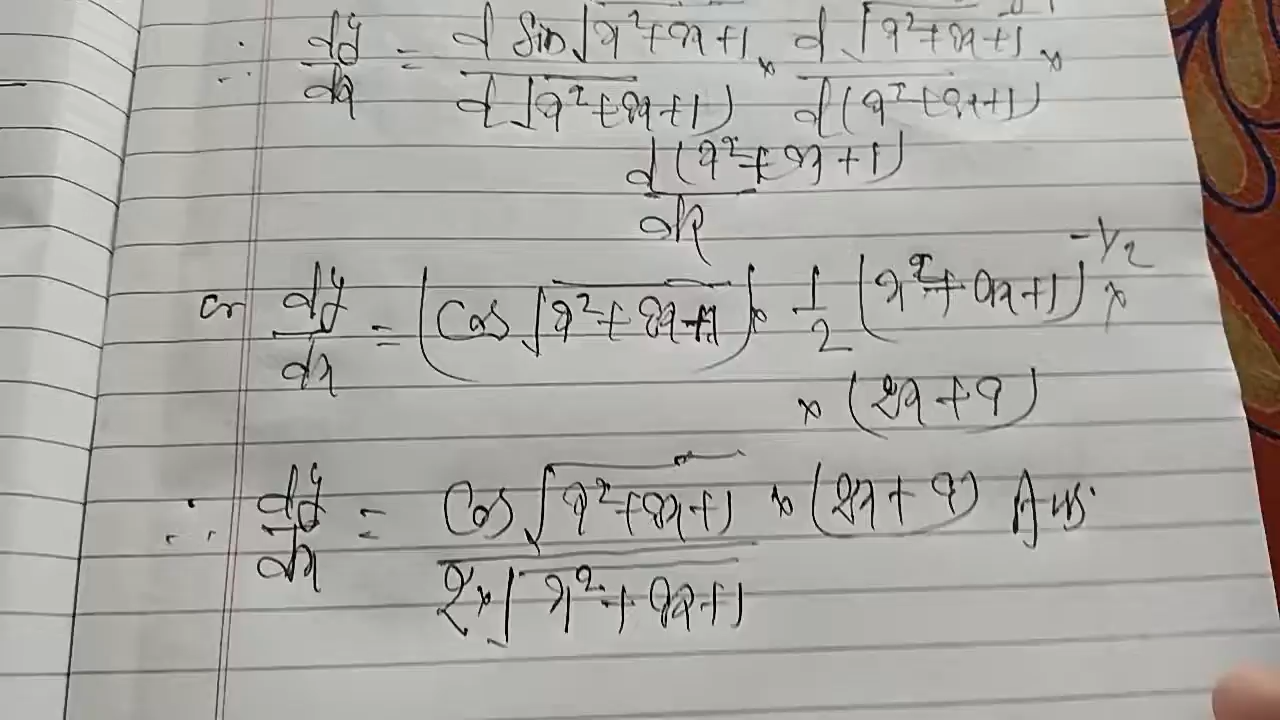 ∴ dy/dx = d Sin√(x²+ax+1) / d√(x²+ax+1) × d√(x²+ax+1) / d(x²+ax+1) ×
d(x²+ax+1) / dx
or dy/dx = (Cos√(x²+ax+1)) × 1/2 (x²+ax+1)^(-1/2) ×
× (2x+a)
∴ dy/dx = Cos√(x²+ax+1) / 2×√(x²+ax+1) × (2x+a) Ans.